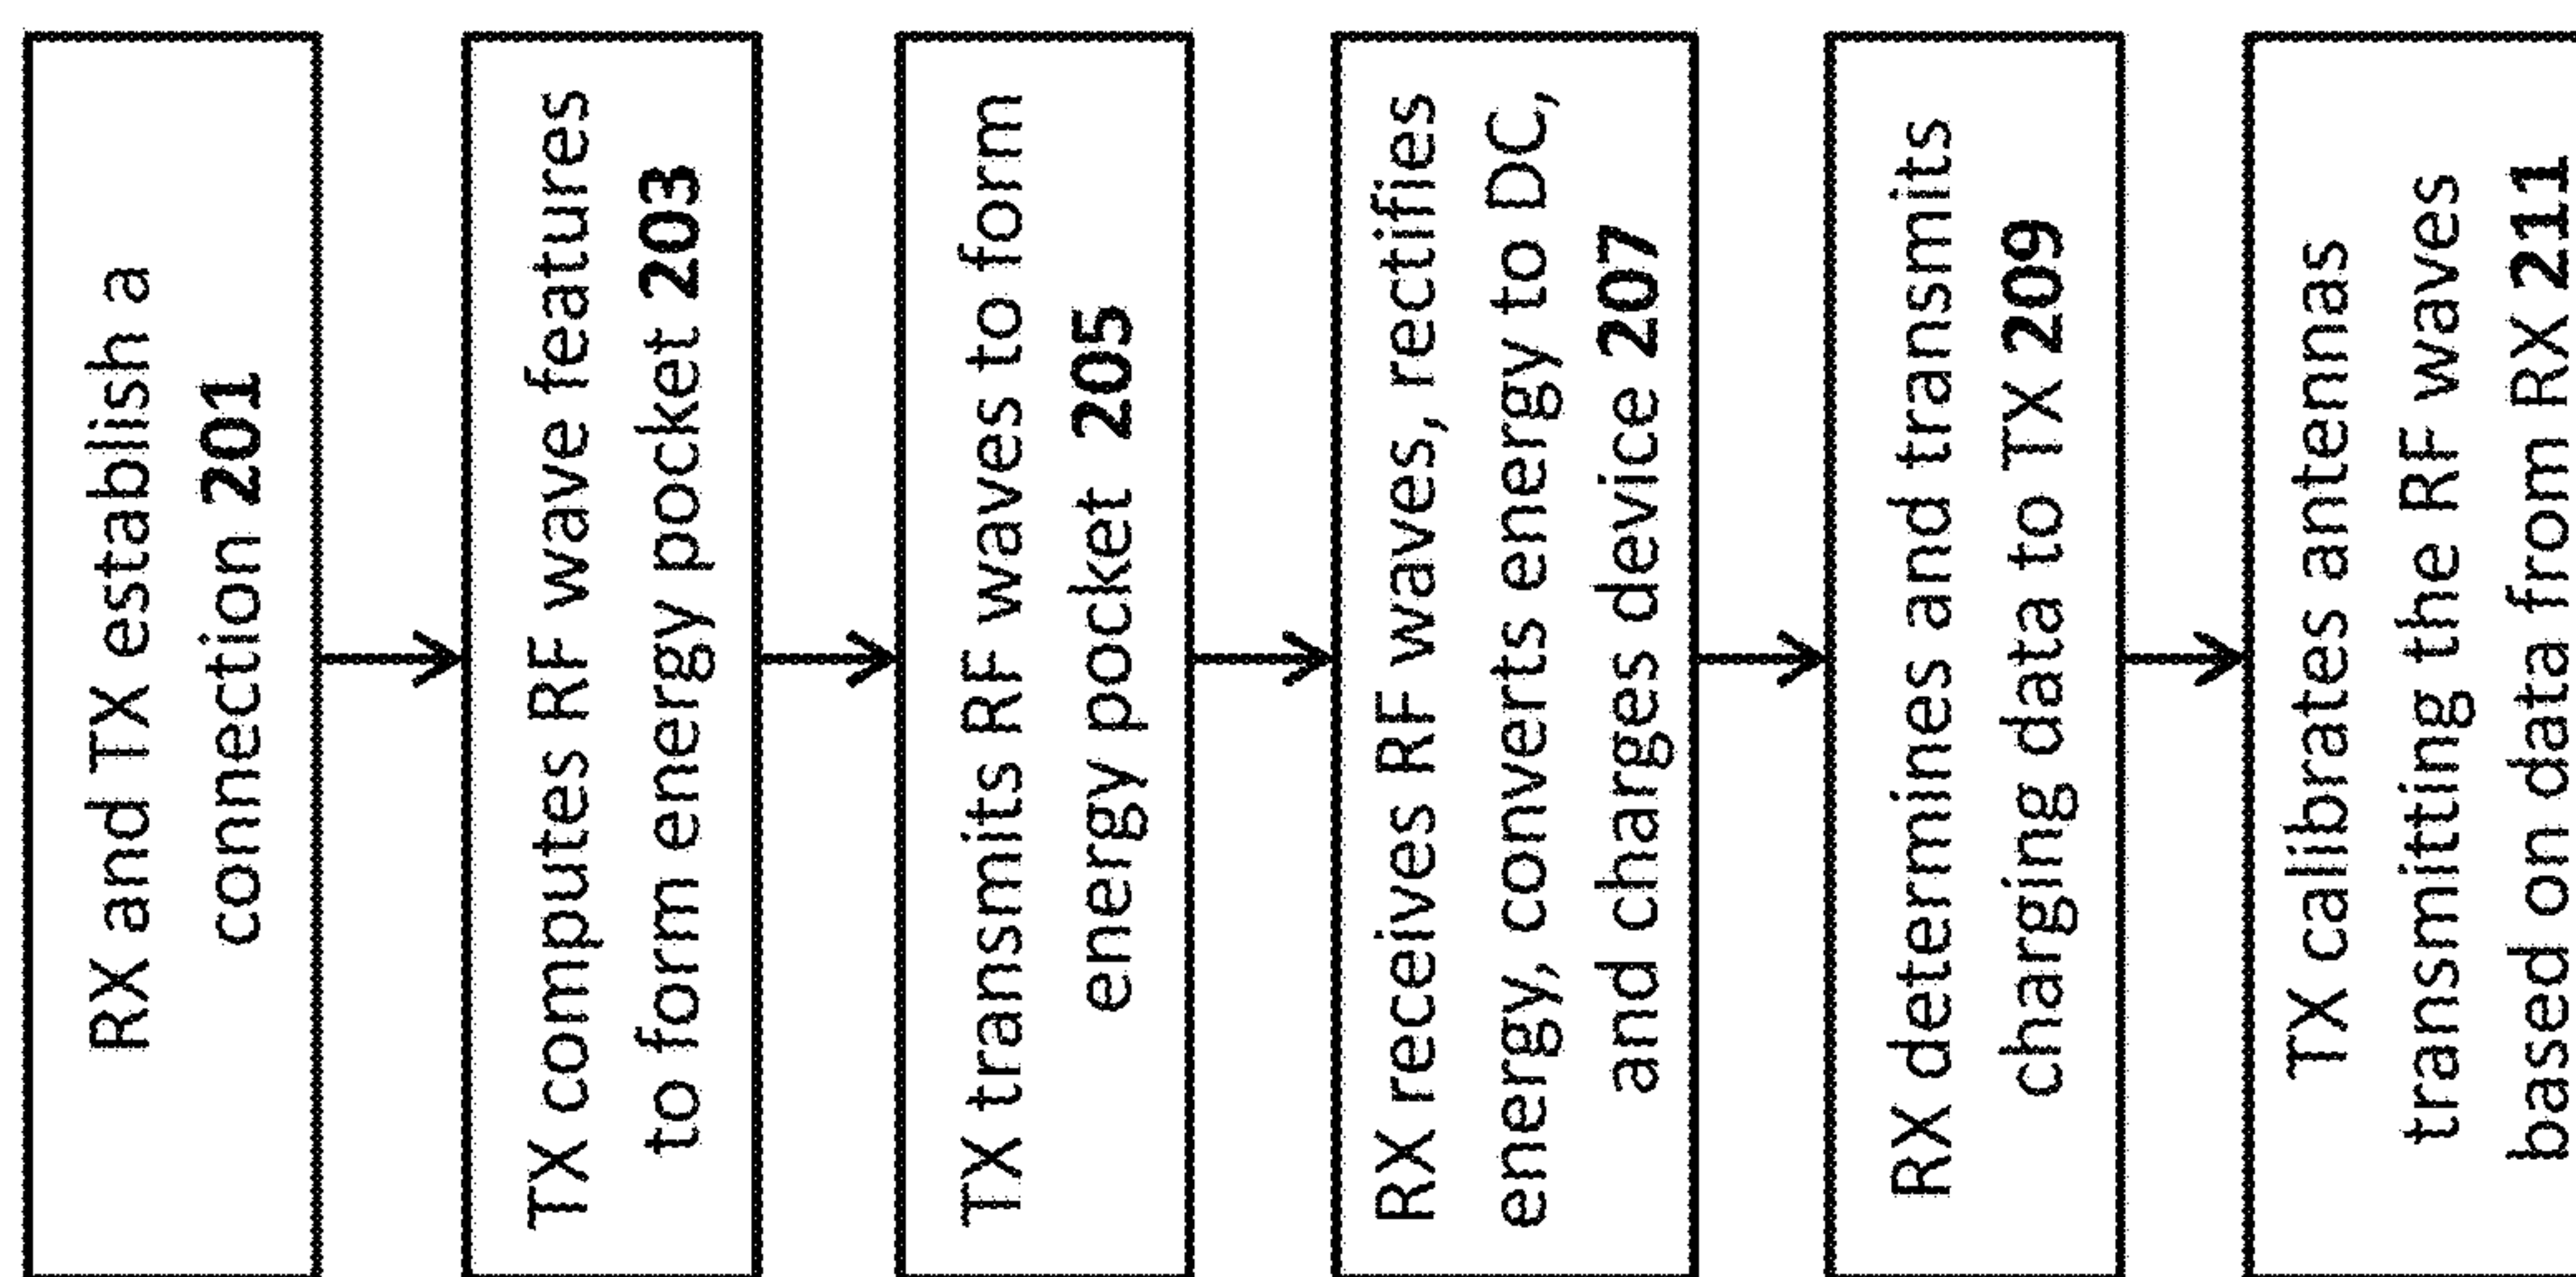 RX and TX establish a
connection 201
TX computes RF wave features
to form energy pocket 203
TX transmits RF waves to form
energy pocket 205
RX receives RF waves, rectifies
energy, converts energy to DC,
and charges device 207
RX determines and transmits
charging data to TX 209
TX calibrates antennas
transmitting the RF waves
based on data from RX 211